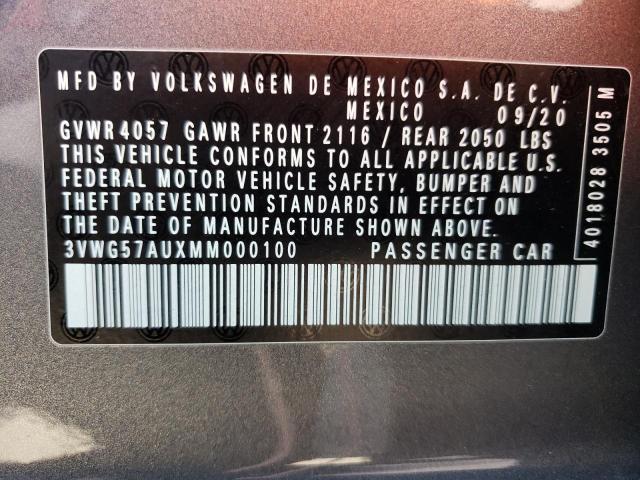 MFD BY VOLKSWAGEN DE MEXICO S.A. DE C.V.
MEXICO 09/20
GVWR 4057 GAWR FRONT 2116 / REAR 2050 LBS
THIS VEHICLE CONFORMS TO ALL APPLICABLE U.S.
FEDERAL MOTOR VEHICLE SAFETY, BUMPER AND
THEFT PREVENTION STANDARDS IN EFFECT ON
THE DATE OF MANUFACTURE SHOWN ABOVE.
3VWG57AUXMM000100 PASSENGER CAR
4018028 3505 M